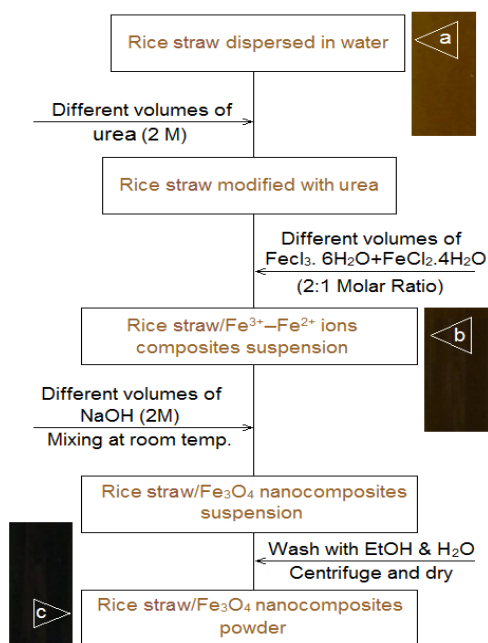 Rice straw dispersed in water
a
Different volumes of
urea (2 M)
Rice straw modified with urea
Different volumes of
Fecl₃. 6H₂O+FeCl₂.4H₂O
(2:1 Molar Ratio)
Rice straw/Fe³⁺–Fe²⁺ ions
composites suspension
b
Different volumes of
NaOH (2M)
Mixing at room temp.
Rice straw/Fe₃O₄ nanocomposites
suspension
Wash with EtOH & H₂O
Centrifuge and dry
c
Rice straw/Fe₃O₄ nanocomposites
powder